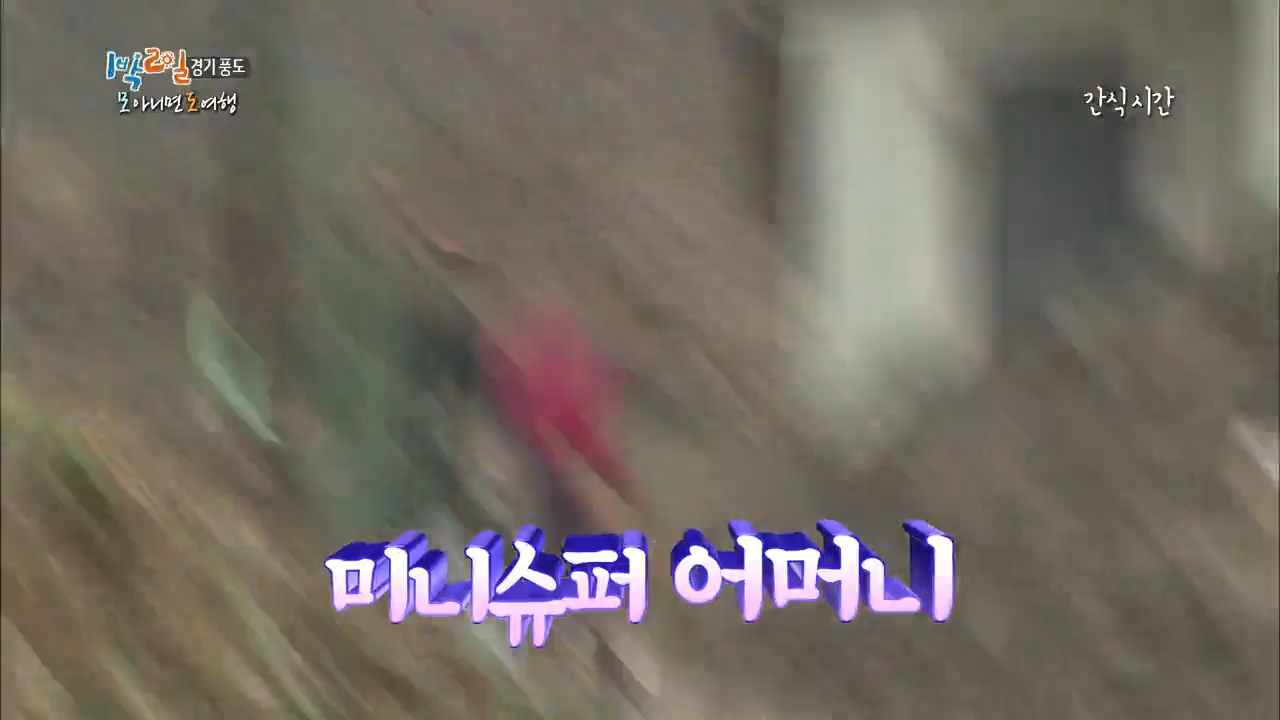 1박2일 경기 풍도
모 아니면 도 여행
간식 시간
미니슈퍼 어머니